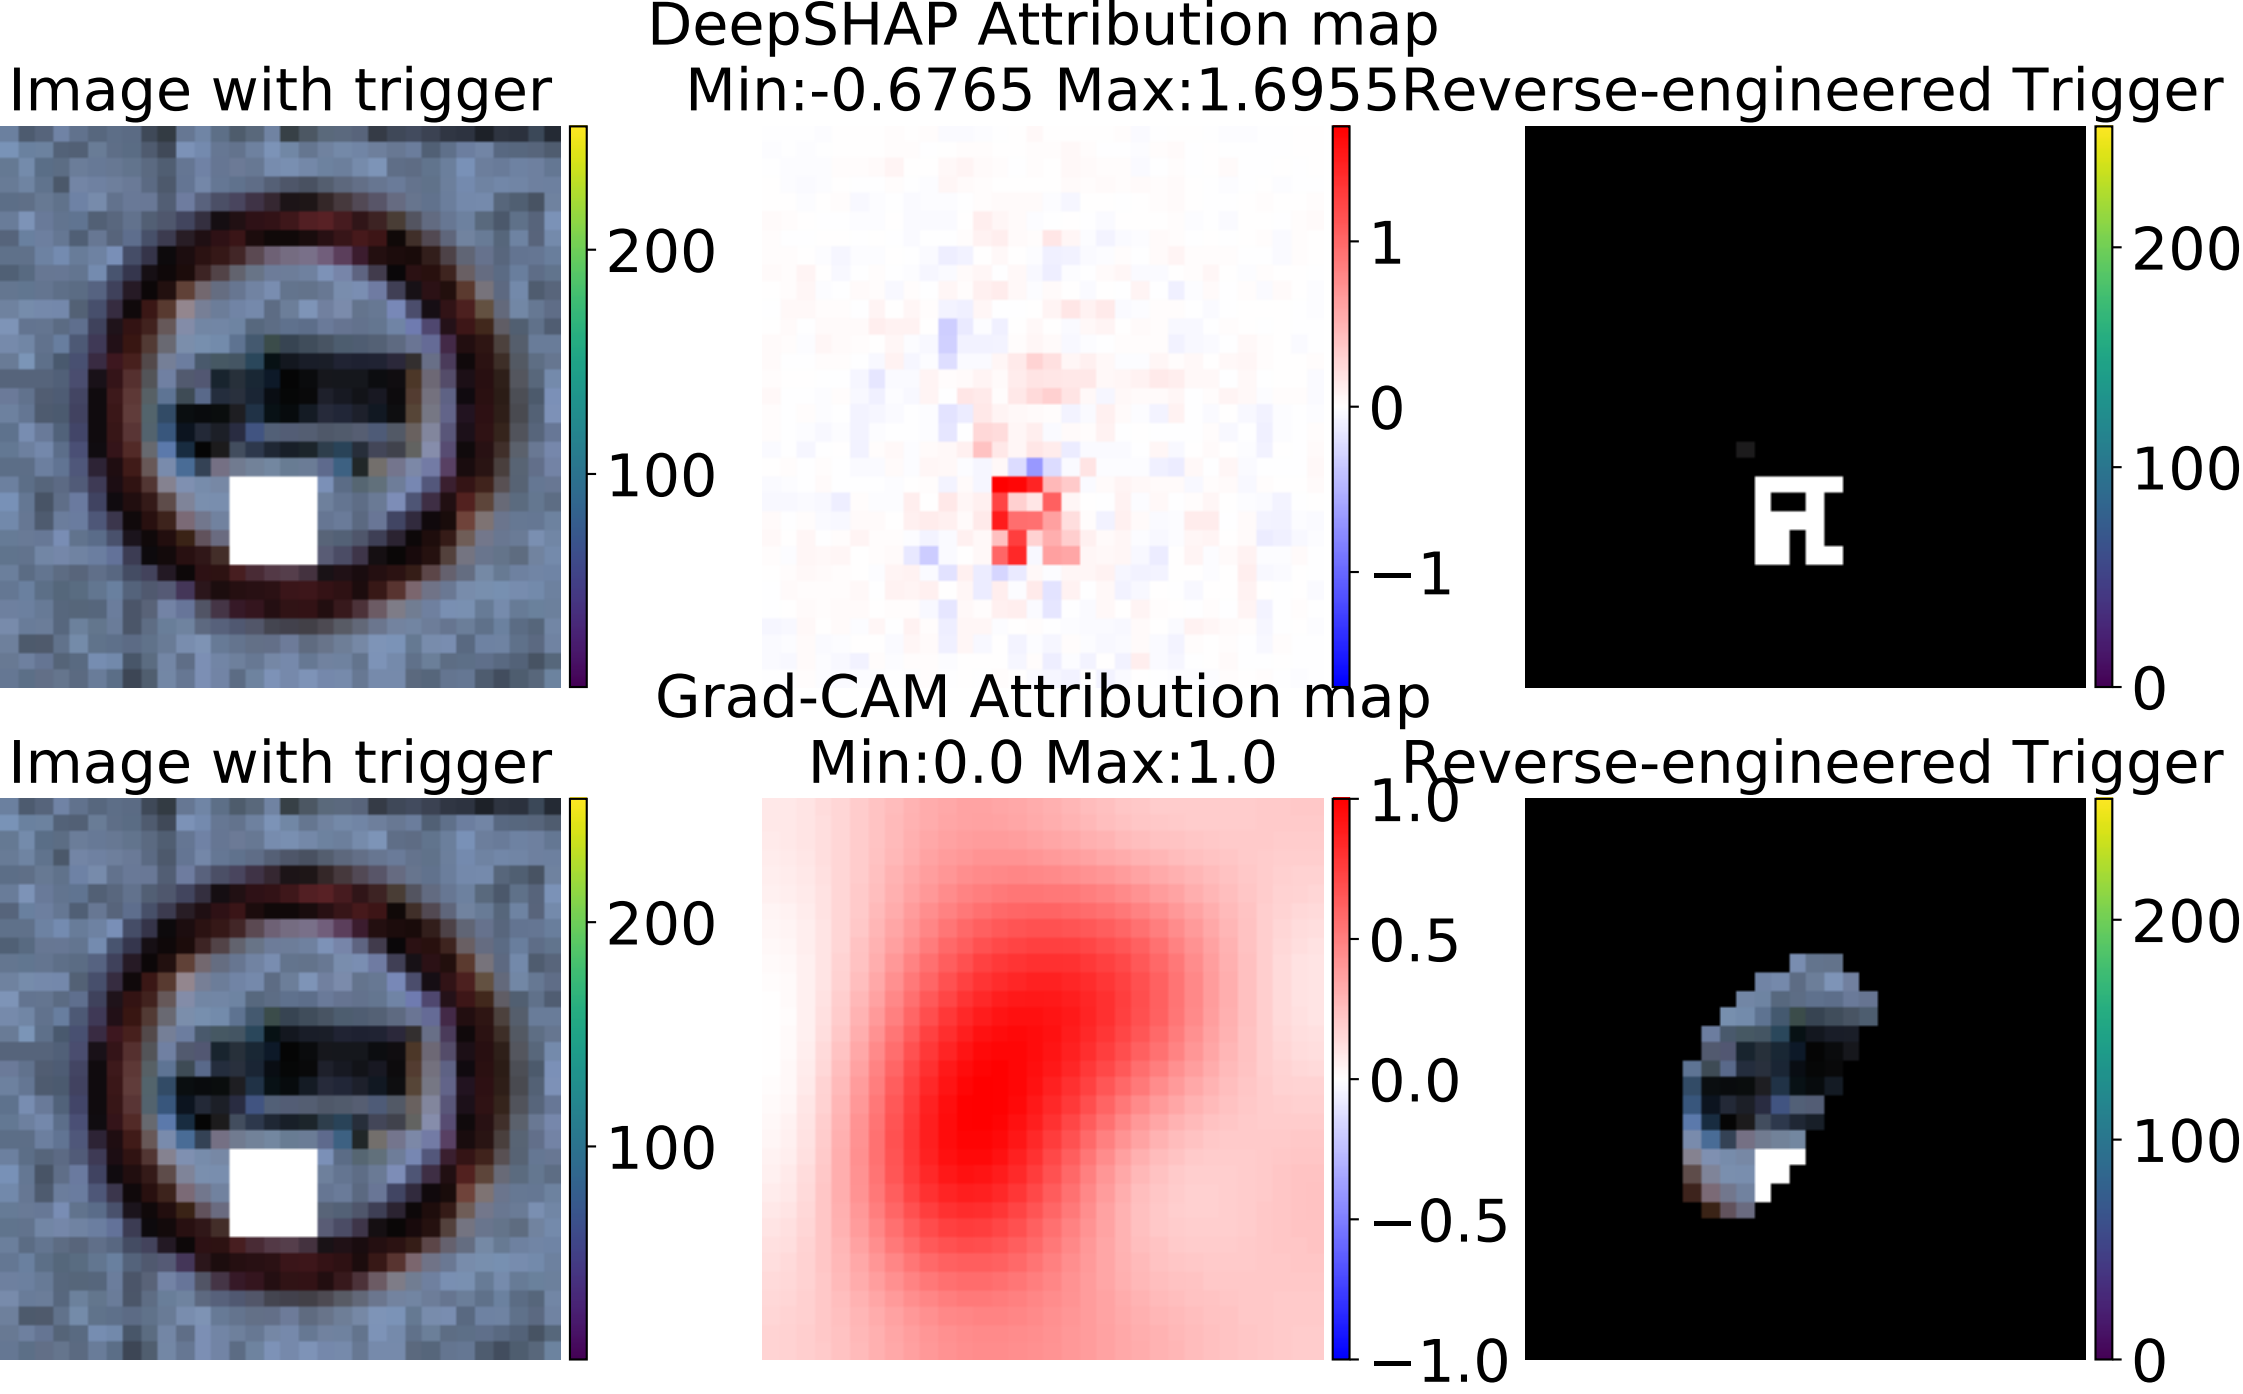 DeepSHAP Attribution map
Image with trigger
Min:-0.6765 Max:1.6955
Reverse-engineered Trigger
200
100
1
0
−1
200
100
0
Grad-CAM Attribution map
Image with trigger
Min:0.0 Max:1.0
Reverse-engineered Trigger
200
100
1.0
0.5
0.0
−0.5
−1.0
200
100
0